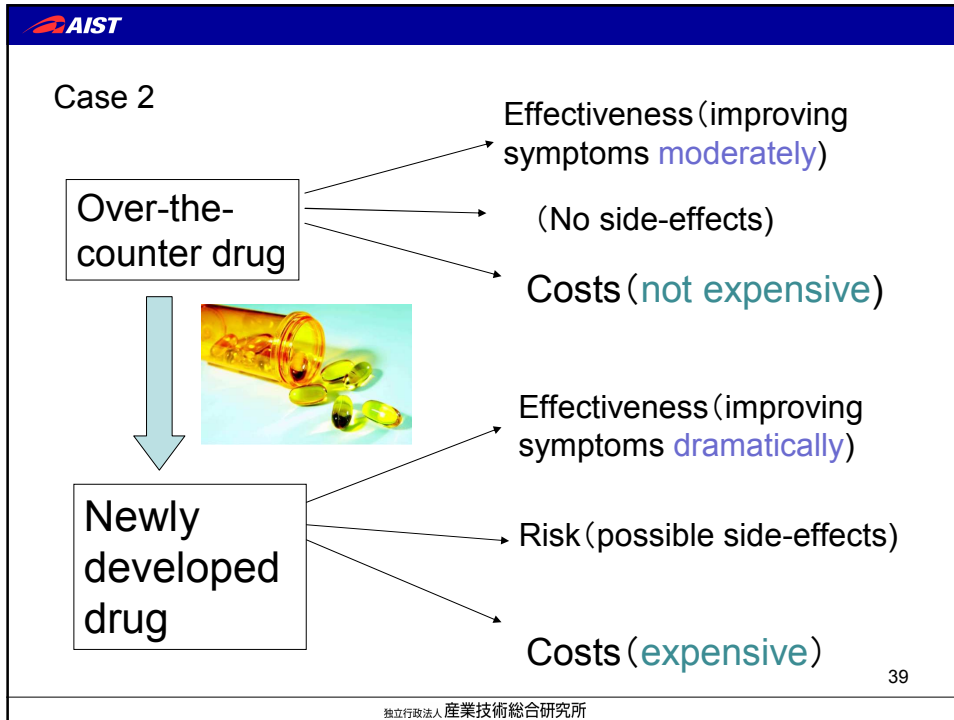 AIST
Case 2
Effectiveness（improving
symptoms moderately)
Over-the-
counter drug
（No side-effects)
Costs（not expensive)
Effectiveness（improving
symptoms dramatically)
Newly
developed
drug
Risk（possible side-effects)
Costs（expensive）
39
独立行政法人 産業技術総合研究所